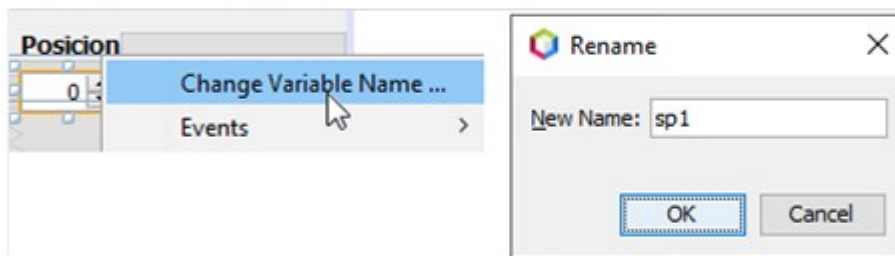 Posicion
0
Change Variable Name ...
Events
Rename
New Name: sp1
OK
Cancel